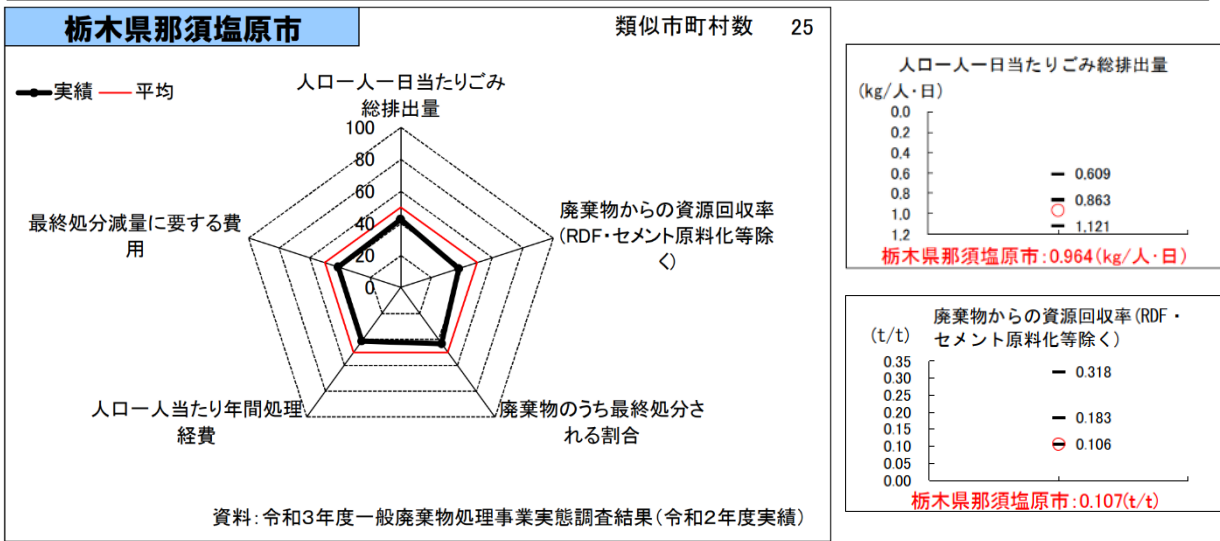 栃木県那須塩原市
類似市町村数 25
実績 平均
人口一人一日当たりごみ
総排出量
100
80
60
40
20
0
廃棄物からの資源回収率
(RDF・セメント原料化等除
く)
廃棄物のうち最終処分さ
れる割合
人口一人当たり年間処理
経費
最終処分減量に要する費
用
資料:令和3年度一般廃棄物処理事業実態調査結果(令和2年度実績)
人口一人一日当たりごみ総排出量
(kg/人・日)
0.0
0.2
0.4
0.6
0.8
1.0
1.2
0.609
0.863
1.121
栃木県那須塩原市:0.964(kg/人・日)
廃棄物からの資源回収率(RDF・
セメント原料化等除く)
(t/t)
0.35
0.30
0.25
0.20
0.15
0.10
0.05
0.00
0.318
0.183
0.106
栃木県那須塩原市:0.107(t/t)